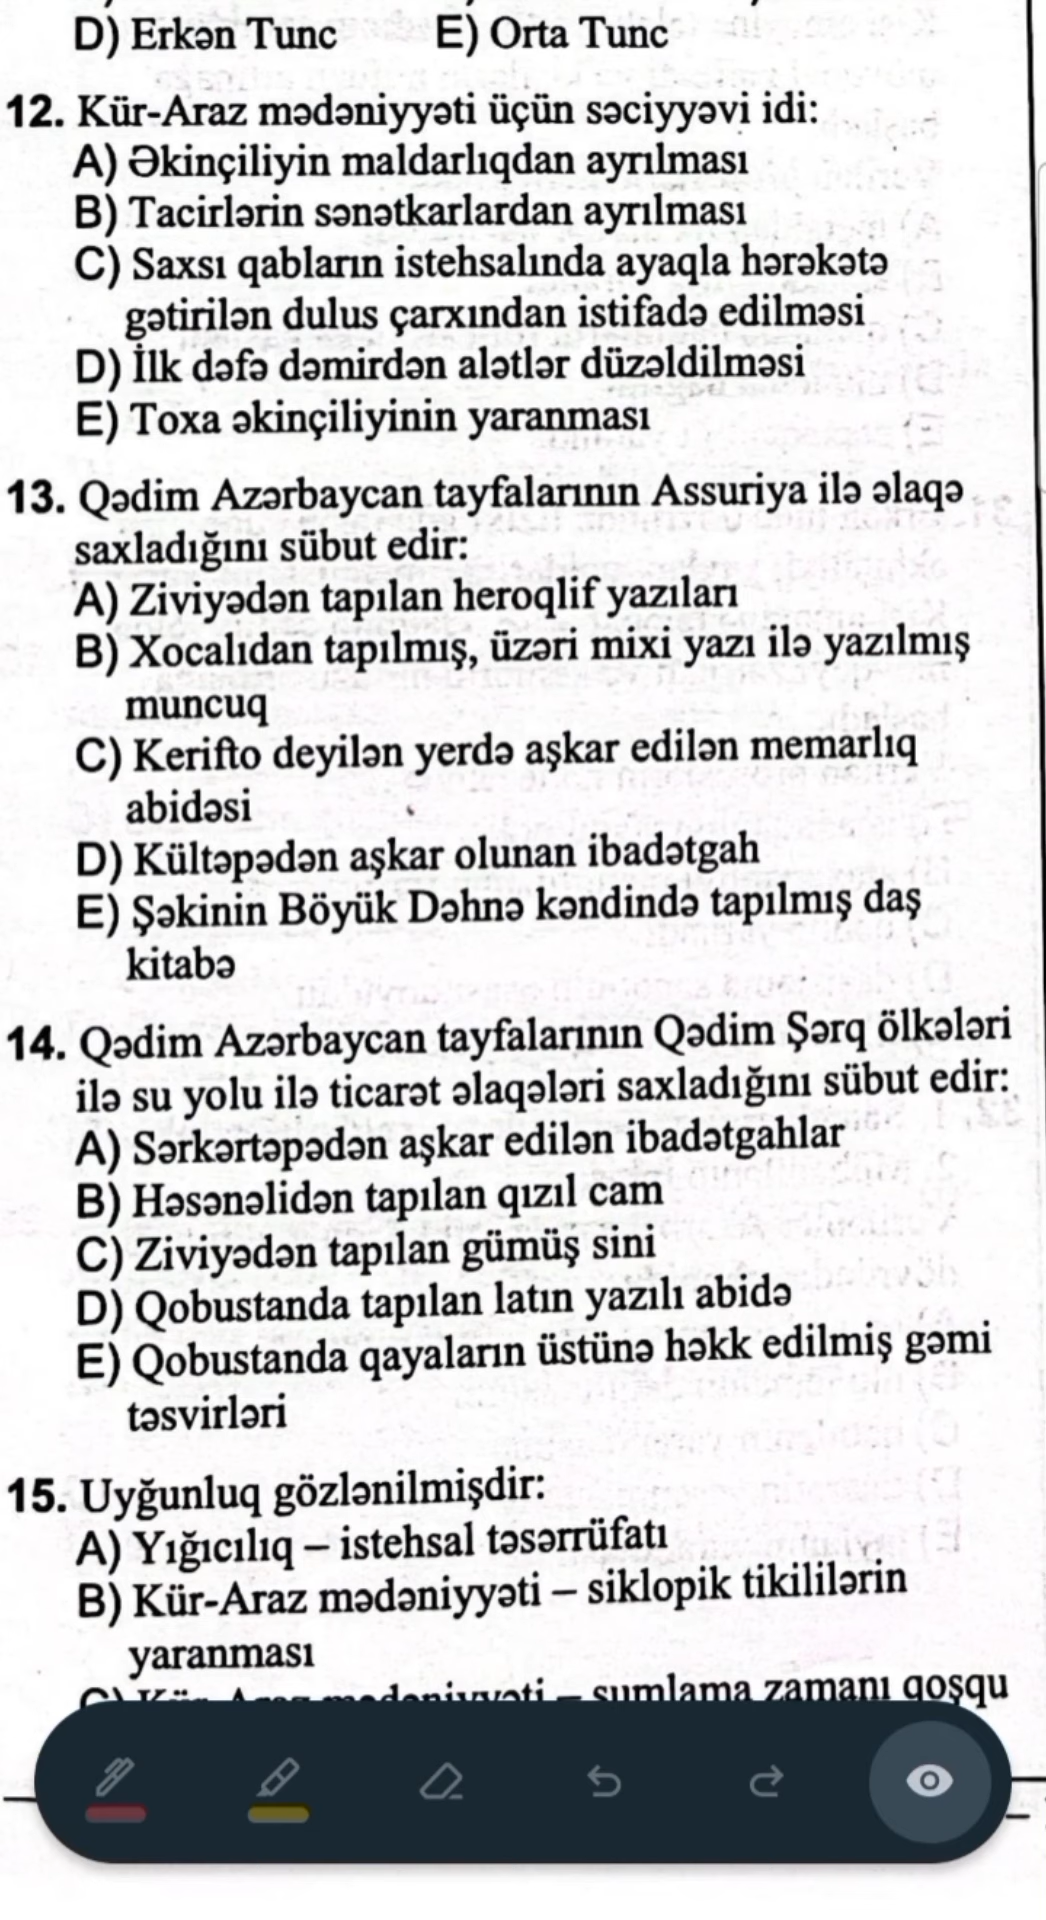 D) Erkən Tunc E) Orta Tunc
12. Kür-Araz mədəniyyəti üçün səciyyəvi idi:
A) Əkinçiliyin maldarlıqdan ayrılması
B) Tacirlərin sənətkarlardan ayrılması
C) Saxsı qabların istehsalında ayaqla hərəkətə
gətirilən dulus çarxından istifadə edilməsi
D) İlk dəfə dəmirdən alətlər düzəldilməsi
E) Toxa əkinçiliyinin yaranması
13. Qədim Azərbaycan tayfalarının Assuriya ilə əlaqə
saxladığını sübut edir:
A) Ziviyədən tapılan heroqlif yazıları
B) Xocalıdan tapılmış, üzəri mixi yazı ilə yazılmış
muncuq
C) Kerifto deyilən yerdə aşkar edilən memarlıq
abidəsi
D) Kültəpədən aşkar olunan ibadətgah
E) Şəkinin Böyük Dəhnə kəndində tapılmış daş
kitabə
14. Qədim Azərbaycan tayfalarının Qədim Şərq ölkələri
ilə su yolu ilə ticarət əlaqələri saxladığını sübut edir:
A) Sərkərtəpədən aşkar edilən ibadətgahlar
B) Həsənəlidən tapılan qızıl cam
C) Ziviyədən tapılan gümüş sini
D) Qobustanda tapılan latın yazılı abidə
E) Qobustanda qayaların üstünə həkk edilmiş gəmi
təsvirləri
15. Uyğunluq gözlənilmişdir:
A) Yığıcılıq – istehsal təsərrüfatı
B) Kür-Araz mədəniyyəti – siklopik tikililərin
yaranması
C) Kür-Araz mədəniyyəti – şumlama zamanı qoşqu